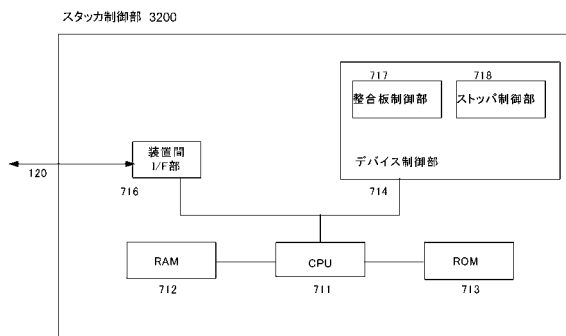 スタッカ制御部 3200
717
718
整合板制御部
ストッパ制御部
デバイス制御部
714
装置間
I/F部
716
120
RAM
712
CPU
711
ROM
713